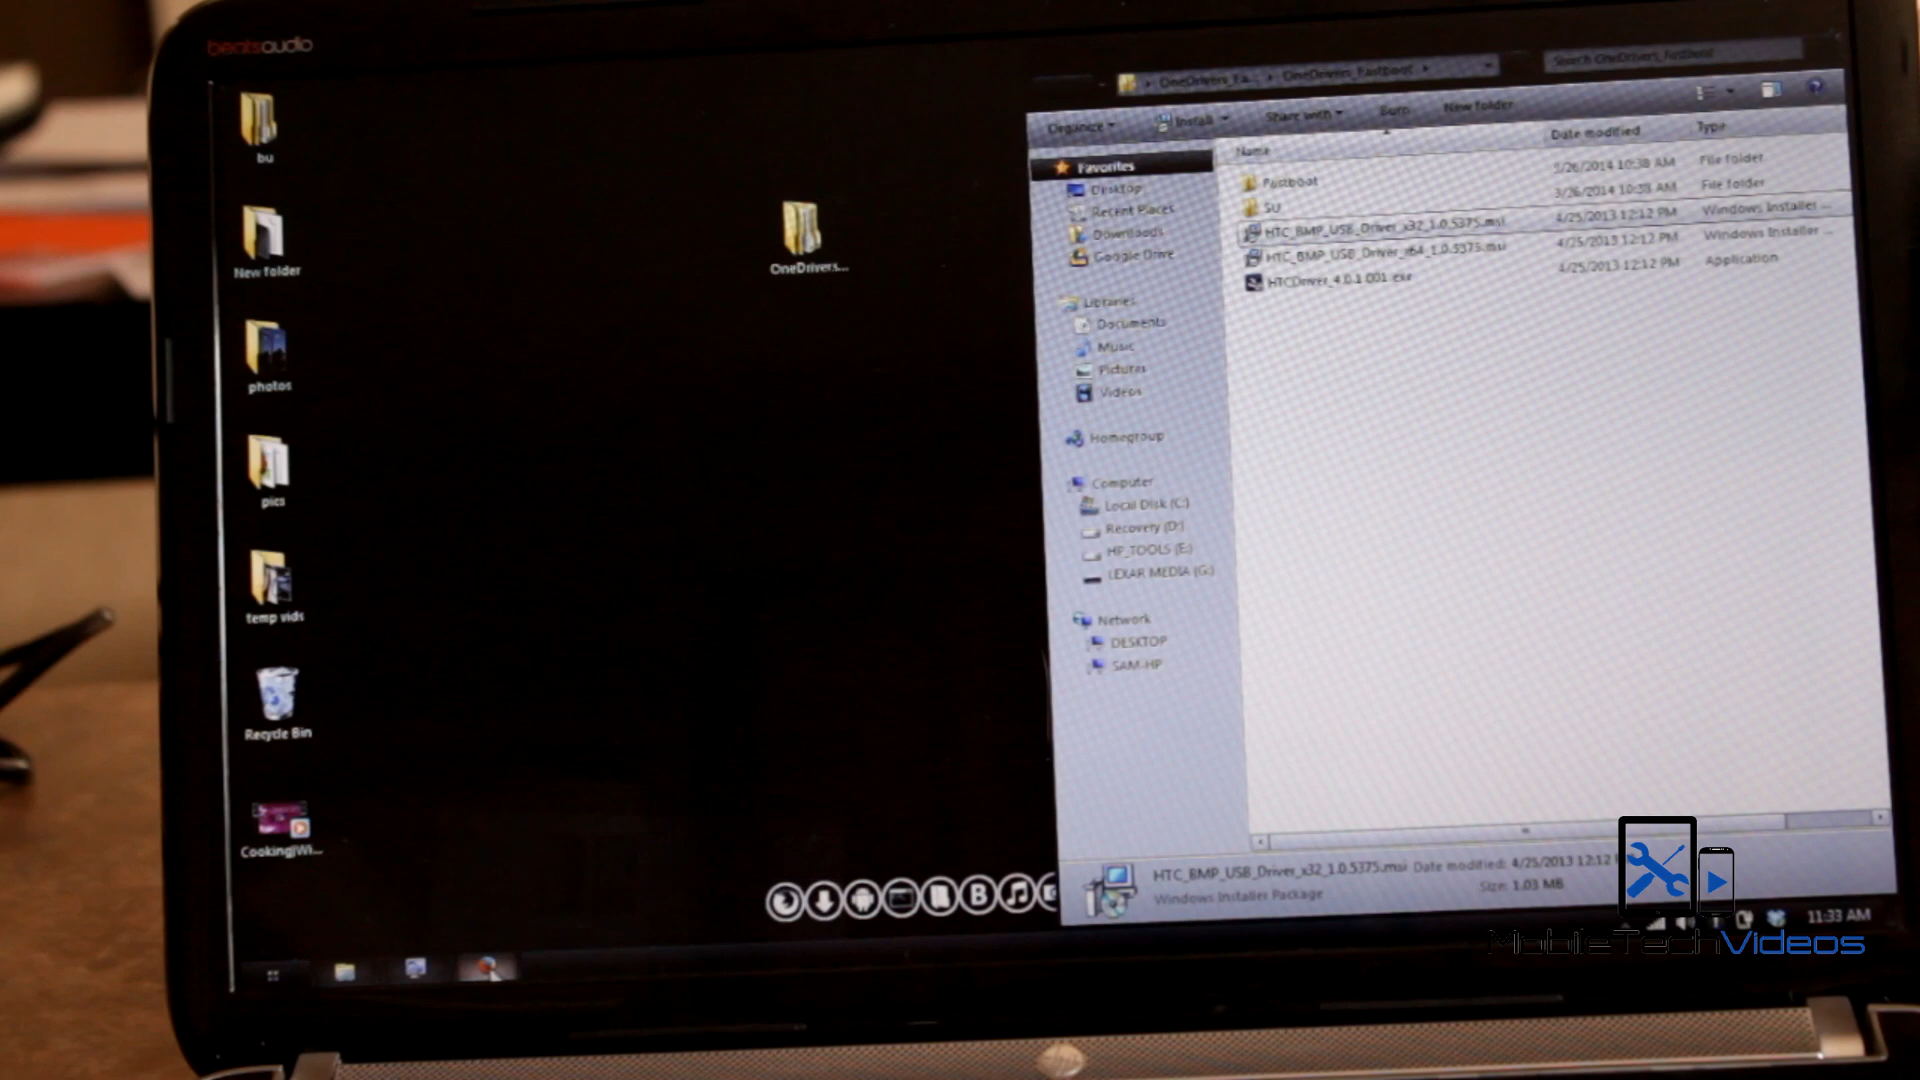 beatsaudio
bu
New folder
photos
pics
temp vids
Recycle Bin
CookingJWi...
OneDrivers...
OneDrivers_Fa... OneDrivers_Fastboot
Search OneDrivers_Fastboot
Organize Install Share with Burn New folder
Name Date modified Type
Fastboot 3/26/2014 10:38 AM File folder
SU 3/26/2014 10:38 AM File folder
HTC_BMP_USB_Driver_x32_1.0.5375.msi 4/25/2013 12:12 PM Windows Installer ...
HTC_BMP_USB_Driver_x64_1.0.5375.msi 4/25/2013 12:12 PM Windows Installer ...
HTCDriver_4.0.1.001.exe 4/25/2013 12:12 PM Application
Favorites
Desktop
Recent Places
Downloads
Google Drive
Libraries
Documents
Music
Pictures
Videos
Homegroup
Computer
Local Disk (C:)
Recovery (D:)
HP_TOOLS (E:)
LEXAR MEDIA (G:)
Network
DESKTOP
SAM-HP
HTC_BMP_USB_Driver_x32_1.0.5375.msi Date modified: 4/25/2013 12:12
Windows Installer Package Size: 1.03 MB
B
11:33 AM
MobileTechVideos
hp